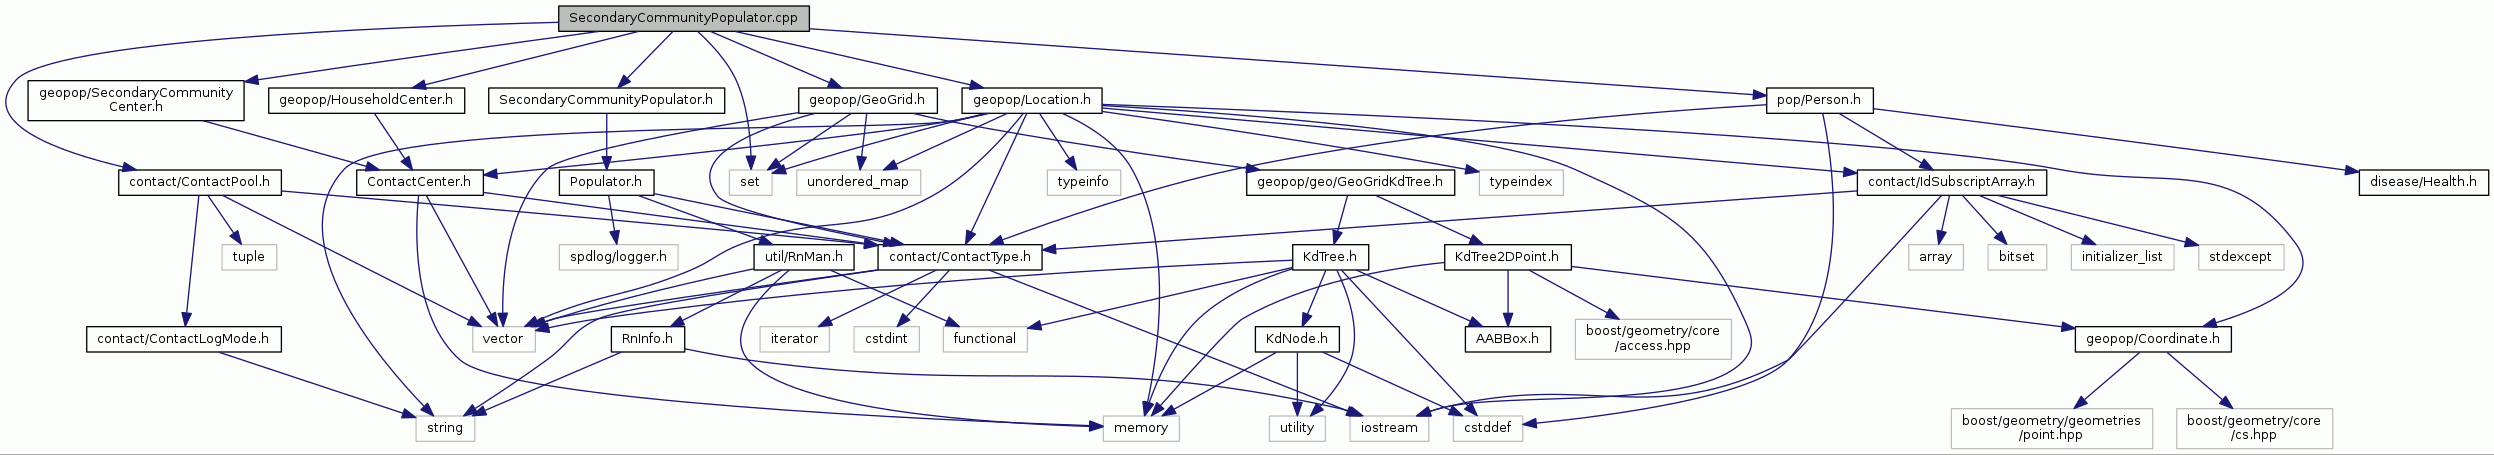 SecondaryCommunityPopulator.cpp
geopop/SecondaryCommunity
Center.h
geopop/HouseholdCenter.h
SecondaryCommunityPopulator.h
geopop/GeoGrid.h
geopop/Location.h
pop/Person.h
contact/ContactPool.h
ContactCenter.h
Populator.h
set
unordered_map
typeinfo
geopop/geo/GeoGridKdTree.h
typeindex
contact/IdSubscriptArray.h
disease/Health.h
tuple
spdlog/logger.h
util/RnMan.h
contact/ContactType.h
KdTree.h
KdTree2DPoint.h
array
bitset
initializer_list
stdexcept
contact/ContactLogMode.h
vector
RnInfo.h
iterator
cstdint
functional
KdNode.h
AABBox.h
boost/geometry/core
/access.hpp
geopop/Coordinate.h
string
memory
utility
iostream
cstddef
boost/geometry/geometries
/point.hpp
boost/geometry/core
/cs.hpp